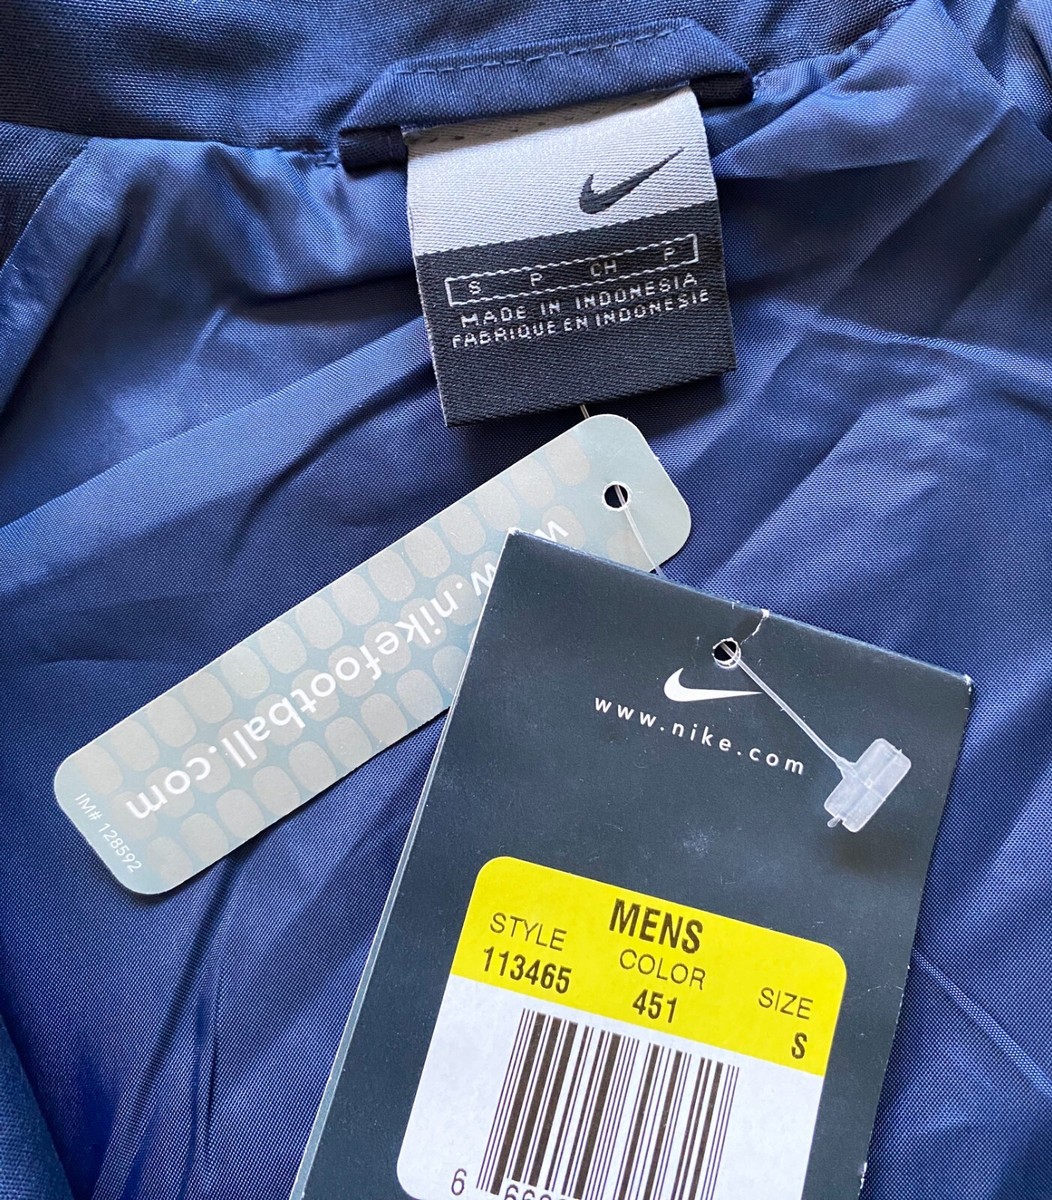 S P CH P
MADE IN INDONESIA
FABRIQUE EN INDONESIE
www.nikefootball.com
IM# 128592
www.nike.com
MENS
STYLE COLOR SIZE
113465 451 S
6